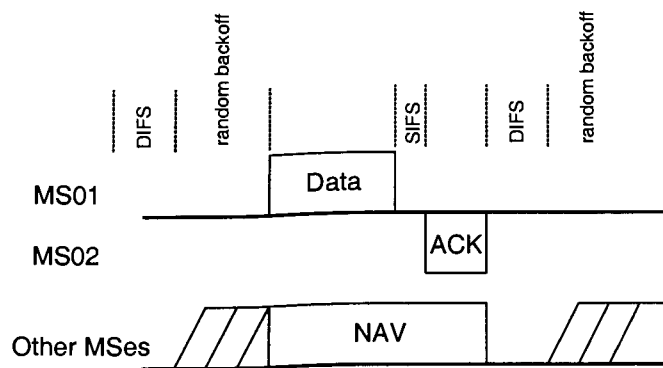 DIFS
random backoff
SIFS
DIFS
random backoff
MS01
Data
MS02
ACK
Other MSes
NAV